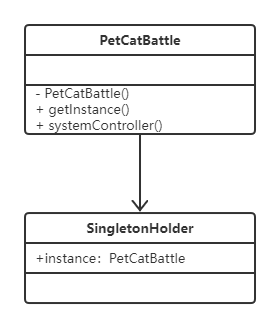 PetCatBattle
- PetCatBattle()
+ getInstance()
+ systemController()
SingletonHolder
+instance: PetCatBattle